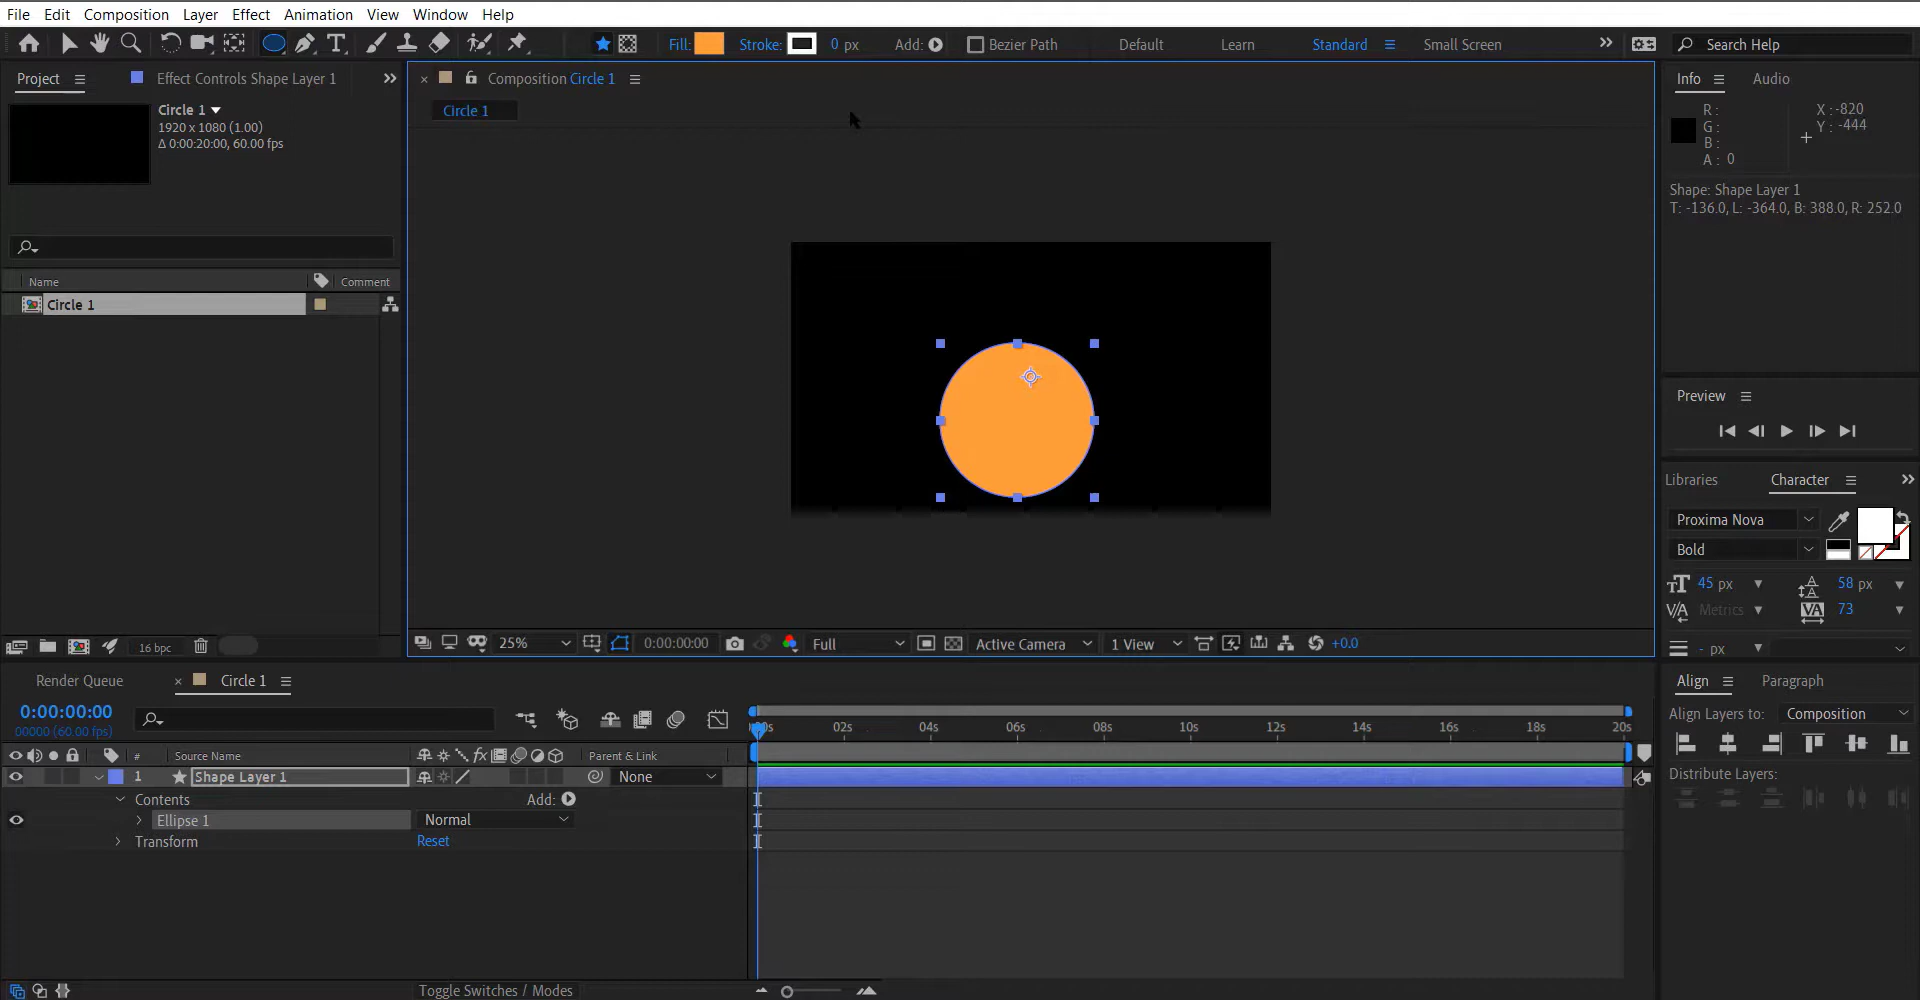 File Edit Composition Layer Effect Animation View Window Help
Fill: Stroke: 0 px Add: Bezier Path Default Learn Standard Small Screen Search Help
Project Effect Controls Shape Layer 1
Composition Circle 1
Info Audio
Circle 1
1920 x 1080 (1.00)
Δ 0:00:20:00, 60.00 fps
Circle 1
R :
G :
B :
A : 0
X : -820
Y : -444
Shape: Shape Layer 1
T: -136.0, L: -364.0, B: 388.0, R: 252.0
Name Comment
Circle 1
Preview
Libraries Character
Proxima Nova
Bold
45 px 58 px
Metrics 73
- px
16 bpc
25% 0:00:00:00 Full Active Camera 1 View +0.0
Render Queue Circle 1
Align Paragraph
0:00:00:00
00000 (60.00 fps)
02s 04s 06s 08s 10s 12s 14s 16s 18s 20s
Align Layers to: Composition
# Source Name Parent & Link
1 Shape Layer 1 None
Distribute Layers:
Contents Add:
Ellipse 1 Normal
Transform Reset
Toggle Switches / Modes